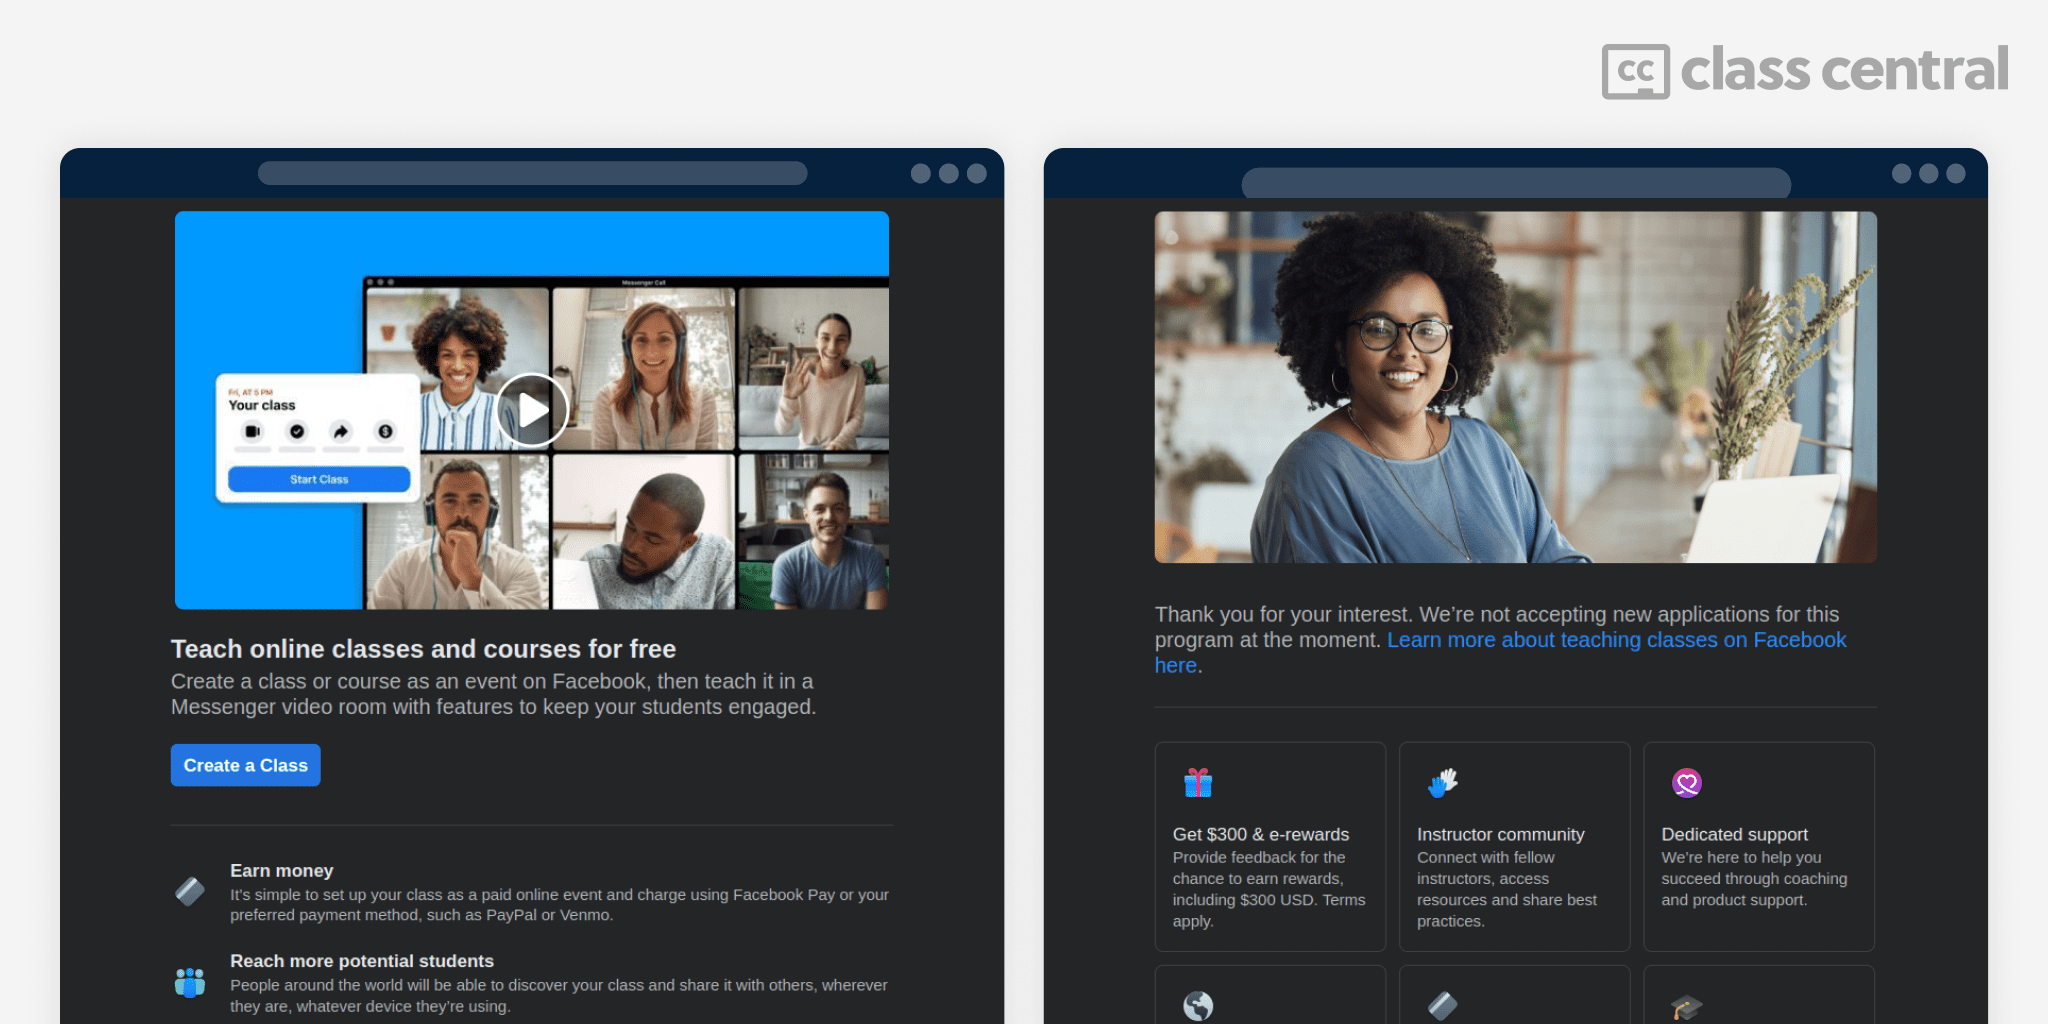 cc class central
Messenger Call
Fri, AT 5 PM
Your class
Start Class
Teach online classes and courses for free
Create a class or course as an event on Facebook, then teach it in a
Messenger video room with features to keep your students engaged.
Create a Class
Earn money
It's simple to set up your class as a paid online event and charge using Facebook Pay or your
preferred payment method, such as PayPal or Venmo.
Reach more potential students
People around the world will be able to discover your class and share it with others, wherever
they are, whatever device they're using.
Thank you for your interest. We're not accepting new applications for this
program at the moment. Learn more about teaching classes on Facebook
here.
Get $300 & e-rewards
Provide feedback for the
chance to earn rewards,
including $300 USD. Terms
apply.
Instructor community
Connect with fellow
instructors, access
resources and share best
practices.
Dedicated support
We're here to help you
succeed through coaching
and product support.